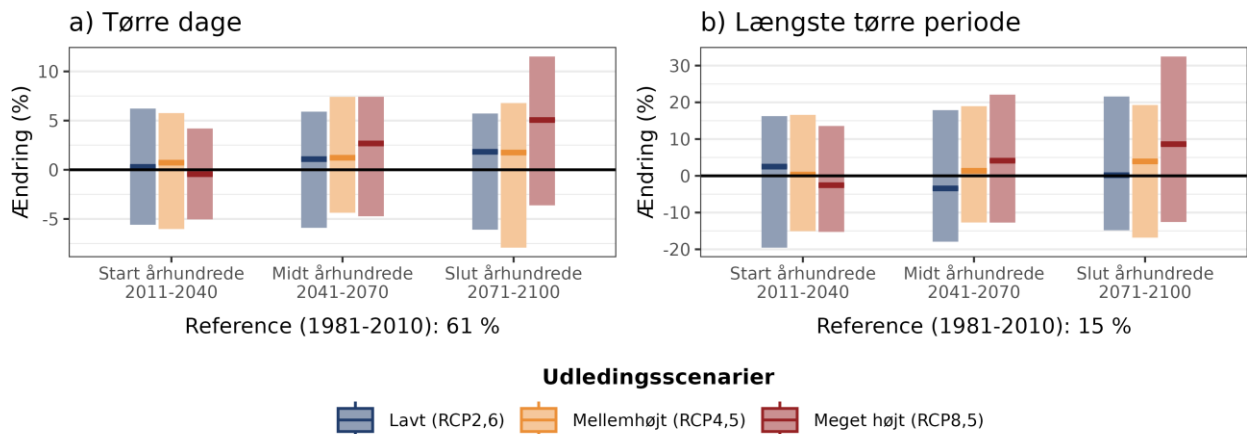 a) Tørre dage
Ændring (%)
10
5
0
-5
Start århundrede
2011-2040
Midt århundrede
2041-2070
Slut århundrede
2071-2100
Reference (1981-2010): 61 %
b) Længste tørre periode
Ændring (%)
30
20
10
0
-10
-20
Start århundrede
2011-2040
Midt århundrede
2041-2070
Slut århundrede
2071-2100
Reference (1981-2010): 15 %
Udledingsscenarier
Lavt (RCP2,6)
Mellemhøjt (RCP4,5)
Meget højt (RCP8,5)